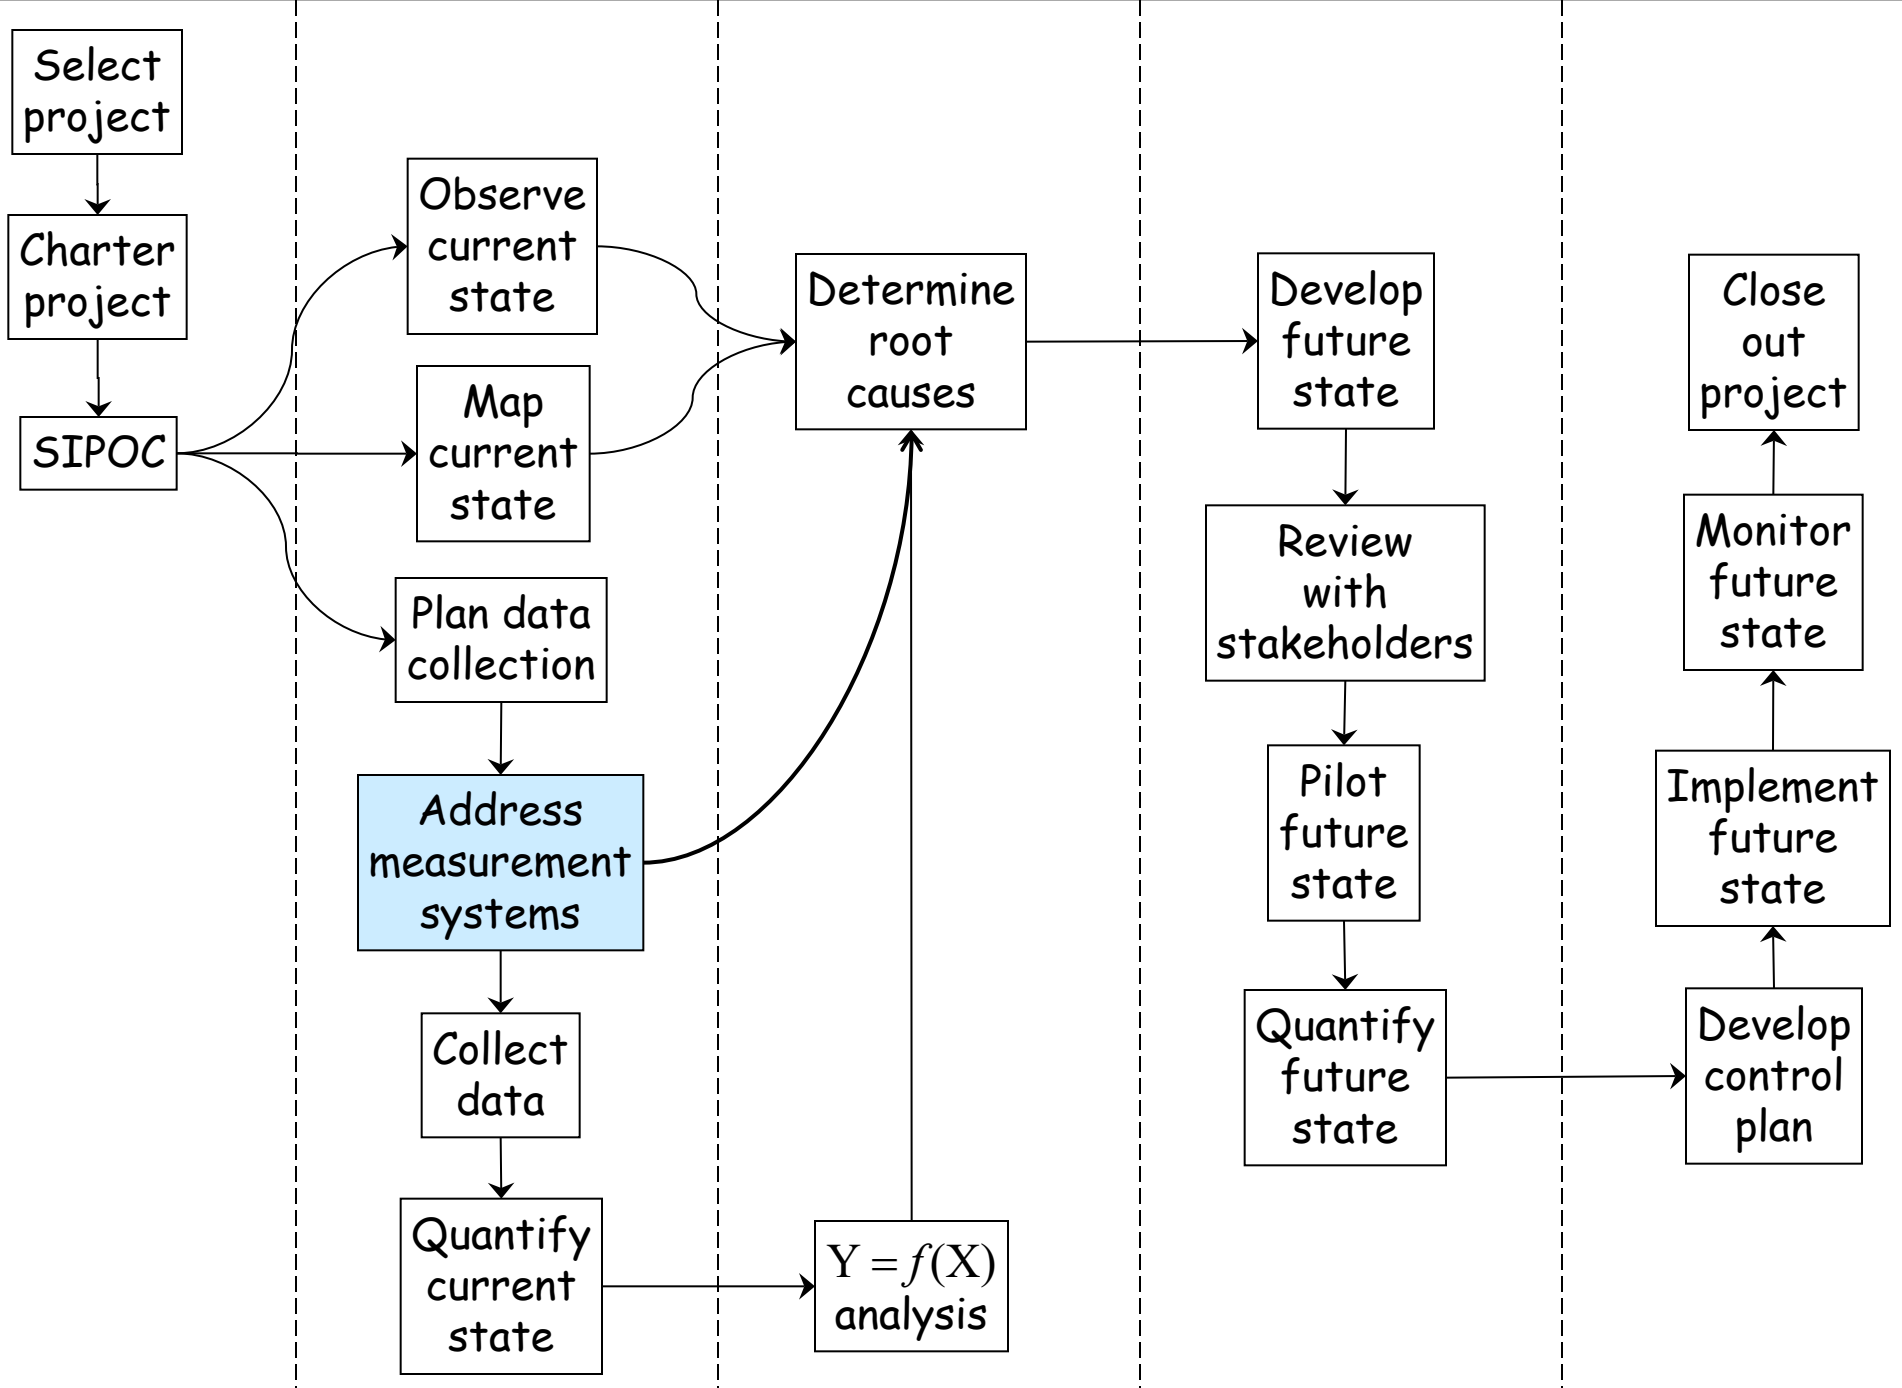 Select
project
Charter
project
SIPOC
Observe
current
state
Map
current
state
Plan data
collection
Address
measurement
systems
Collect
data
Quantify
current
state
Determine
root
causes
Y = f(X)
analysis
Develop
future
state
Review
with
stakeholders
Pilot
future
state
Quantify
future
state
Close
out
project
Monitor
future
state
Implement
future
state
Develop
control
plan